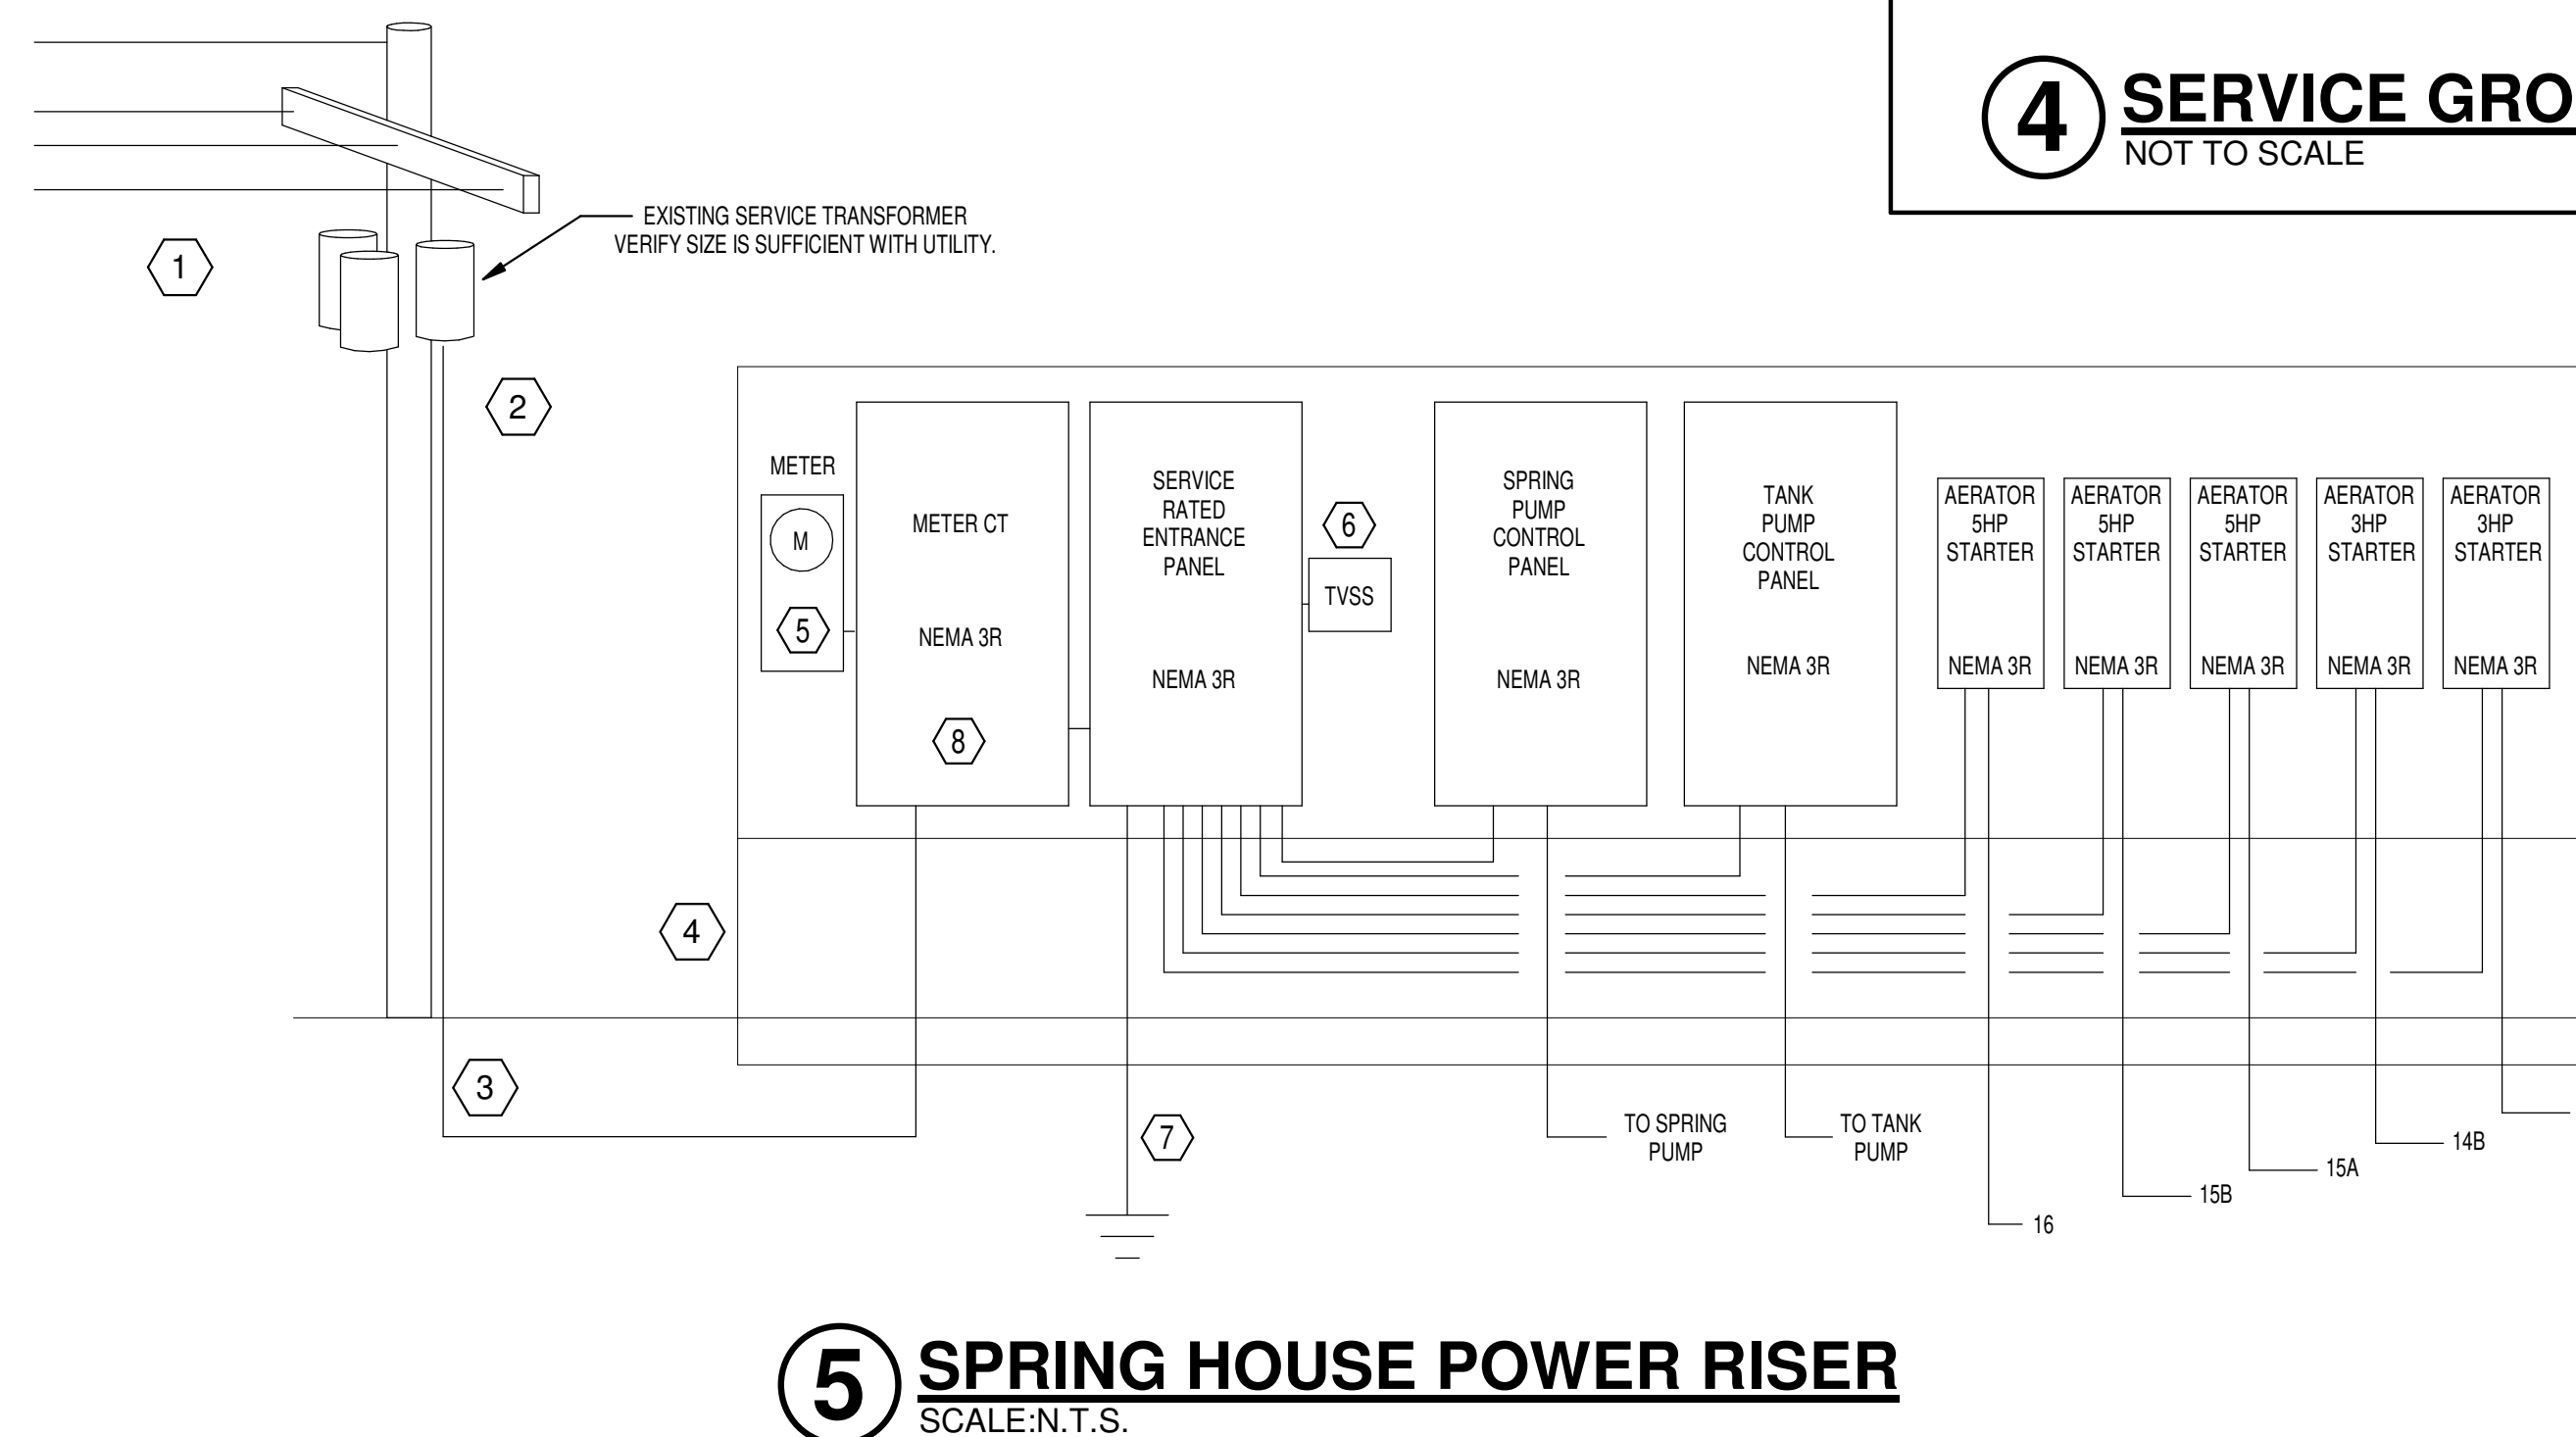 4
SERVICE GRO
NOT TO SCALE
EXISTING SERVICE TRANSFORMER
VERIFY SIZE IS SUFFICIENT WITH UTILITY.
1
2
METER
M
5
METER CT
NEMA 3R
8
SERVICE
RATED
ENTRANCE
PANEL
NEMA 3R
6
TVSS
SPRING
PUMP
CONTROL
PANEL
NEMA 3R
TANK
PUMP
CONTROL
PANEL
NEMA 3R
AERATOR
5HP
STARTER
NEMA 3R
AERATOR
5HP
STARTER
NEMA 3R
AERATOR
5HP
STARTER
NEMA 3R
AERATOR
3HP
STARTER
NEMA 3R
AERATOR
3HP
STARTER
NEMA 3R
4
3
7
TO SPRING
PUMP
TO TANK
PUMP
16
15B
15A
14B
5
SPRING HOUSE POWER RISER
SCALE:N.T.S.